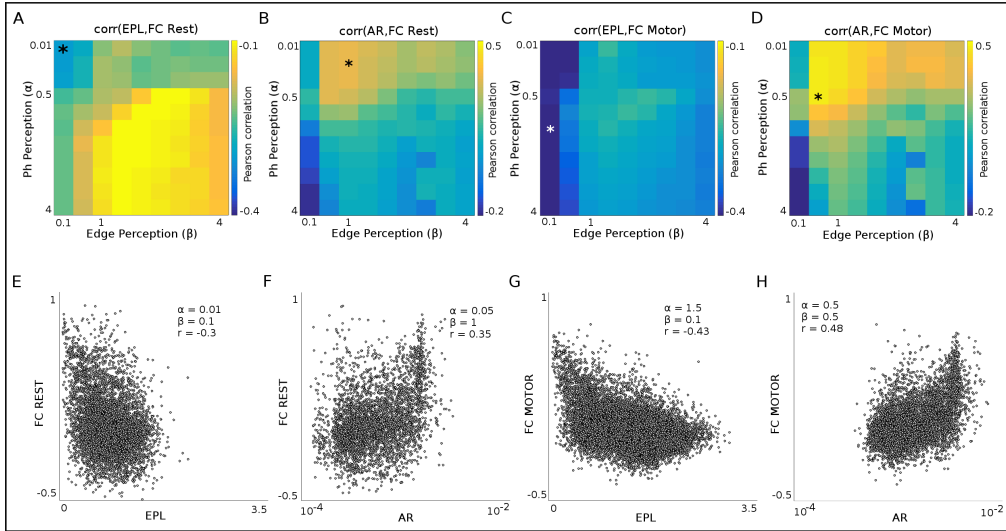 A
corr(EPL,FC Rest)
0.01
0.5
4
Ph Perception (α)
0.1
1
4
Edge Perception (β)
-0.1
-0.4
Pearson correlation
*
B
corr(AR,FC Rest)
0.01
0.5
4
Ph Perception (α)
0.1
1
4
Edge Perception (β)
0.5
-0.2
Pearson correlation
*
C
corr(EPL,FC Motor)
0.01
0.5
4
Ph Perception (α)
0.1
1
4
Edge Perception (β)
-0.1
-0.4
Pearson correlation
*
D
corr(AR,FC Motor)
0.01
0.5
4
Ph Perception (α)
0.1
1
4
Edge Perception (β)
0.5
-0.2
Pearson correlation
*
E
1
-0.5
FC REST
α = 0.01
β = 0.1
r = -0.3
0
3.5
EPL
F
1
-0.5
FC REST
α = 0.05
β = 1
r = 0.35
10-4
10-2
AR
G
1
-0.5
FC MOTOR
α = 1.5
β = 0.1
r = -0.43
0
3.5
EPL
H
1
-0.5
FC MOTOR
α = 0.5
β = 0.5
r = 0.48
10-4
10-2
AR